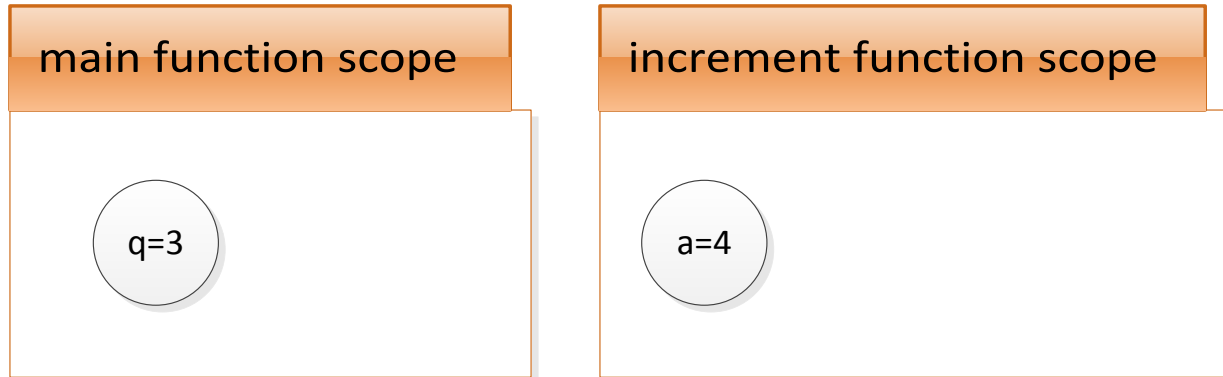 main function scope
increment function scope
q=3
a=4